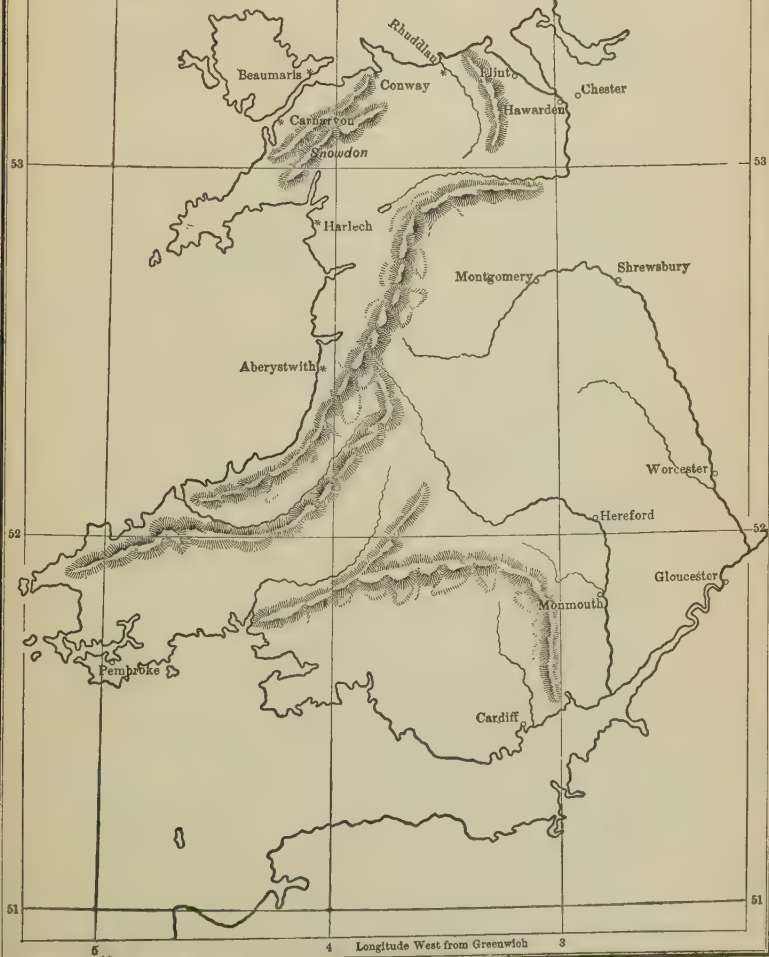 Rhuddlan
Beaumaris
Flint
Conway
Chester
Hawarden
Carnarvon
Snowdon
53
53
Harlech
Montgomery
Shrewsbury
Aberystwith
Worcester
52
52
Hereford
Gloucester
Monmouth
Pembroke
Cardiff
51
51
5
4
Longitude West from Greenwich
3